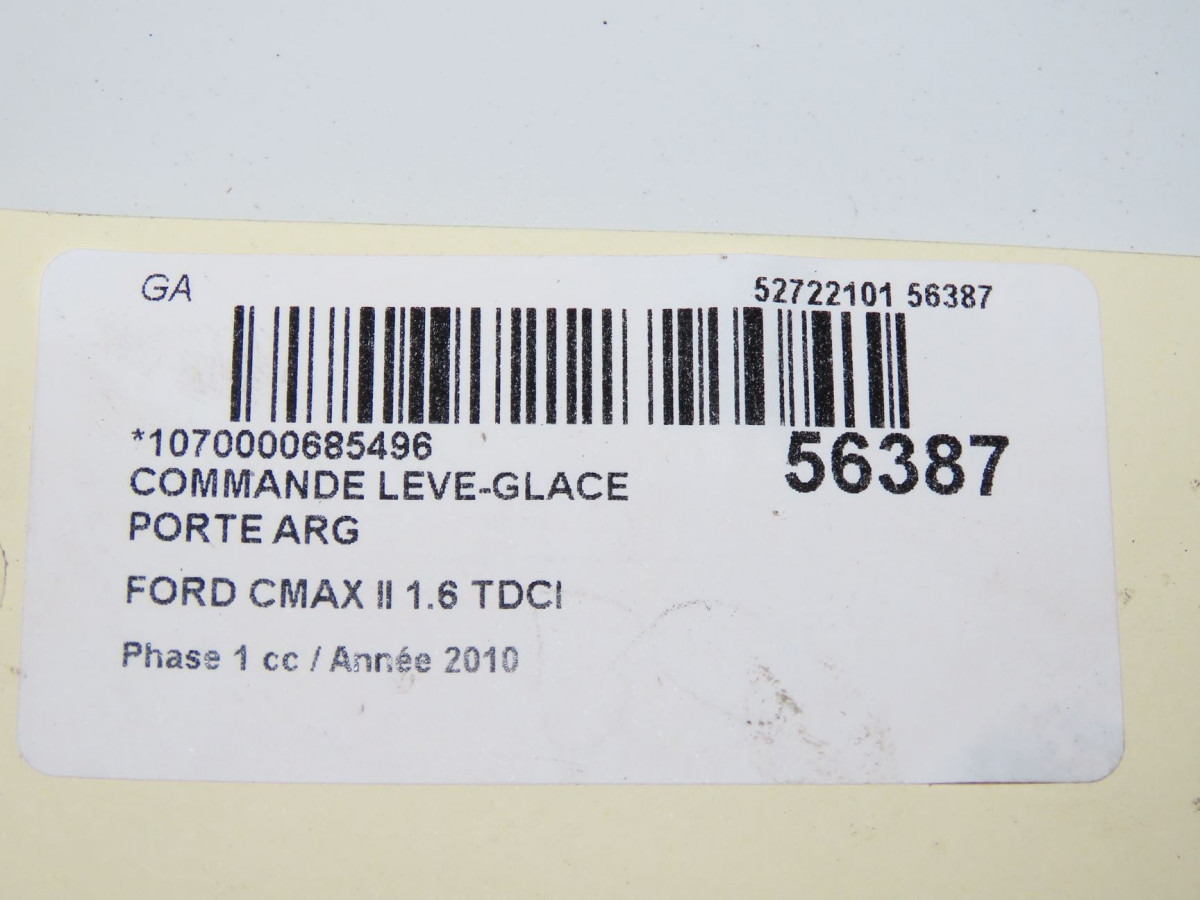 GA
52722101 56387
*1070000685496
56387
COMMANDE LEVE-GLACE
PORTE ARG
FORD CMAX II 1.6 TDCI
Phase 1 cc / Année 2010